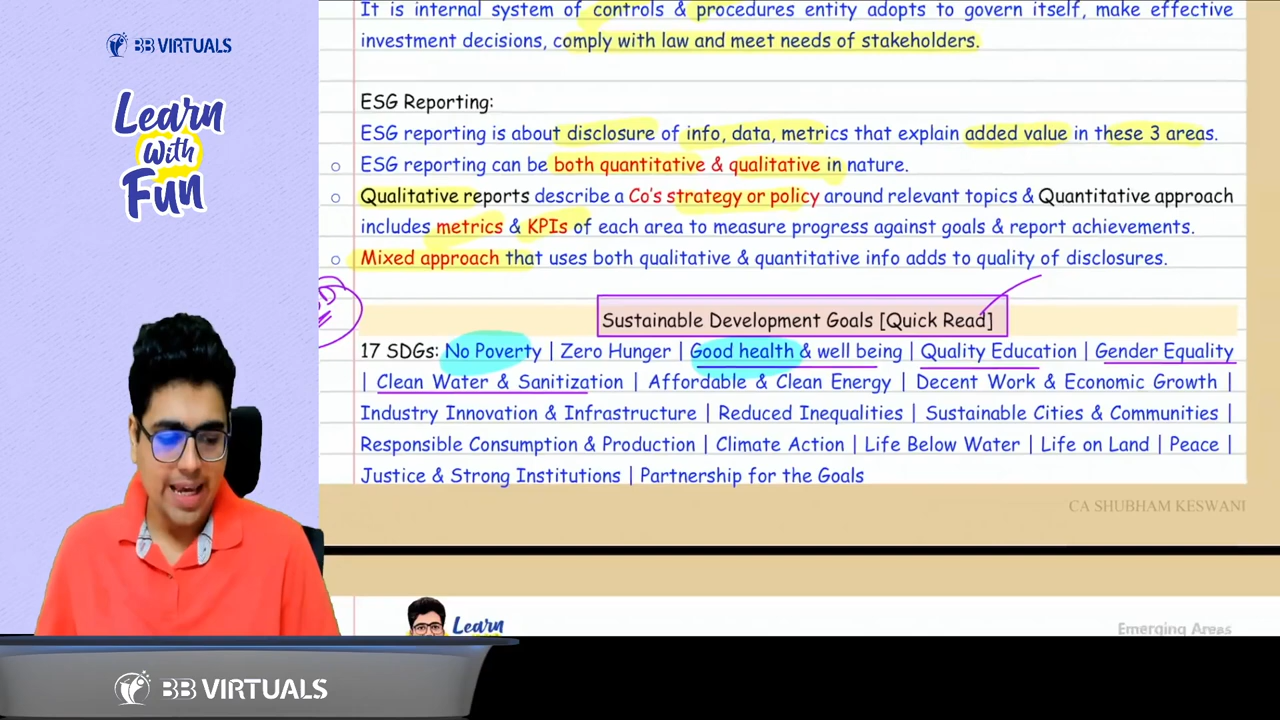 BB VIRTUALS
Learn
With
Fun
It is internal system of controls & procedures entity adopts to govern itself, make effective
investment decisions, comply with law and meet needs of stakeholders.
ESG Reporting:
ESG reporting is about disclosure of info, data, metrics that explain added value in these 3 areas.
o ESG reporting can be both quantitative & qualitative in nature.
o Qualitative reports describe a Co's strategy or policy around relevant topics & Quantitative approach
includes metrics & KPIs of each area to measure progress against goals & report achievements.
o Mixed approach that uses both qualitative & quantitative info adds to quality of disclosures.
Sustainable Development Goals [Quick Read]
17 SDGs: No Poverty | Zero Hunger | Good health & well being | Quality Education | Gender Equality
| Clean Water & Sanitization | Affordable & Clean Energy | Decent Work & Economic Growth |
Industry Innovation & Infrastructure | Reduced Inequalities | Sustainable Cities & Communities |
Responsible Consumption & Production | Climate Action | Life Below Water | Life on Land | Peace |
Justice & Strong Institutions | Partnership for the Goals
CA SHUBHAM KESWANI
Learn
Emerging Areas
BB VIRTUALS